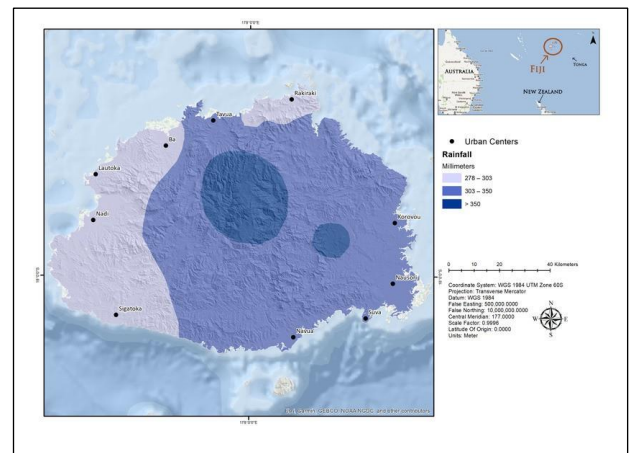 Rakiraki
Tavua
Ba
Lautoka
Nadi
Korovou
Nausori
Sigatoka
Suva
Navua
AUSTRALIA
FIJI
TONGA
NEW ZEALAND
N
Urban Centers
Rainfall
Millimeters
278 – 303
303 – 350
> 350
0 10 20 40 Kilometers
Coordinate System: WGS 1984 UTM Zone 60S
Projection: Transverse Mercator
Datum: WGS 1984
False Easting: 500,000.0000
False Northing: 10,000,000.0000
Central Meridian: 177.0000
Scale Factor: 0.9996
Latitude Of Origin: 0.0000
Units: Meter
N
W E
S